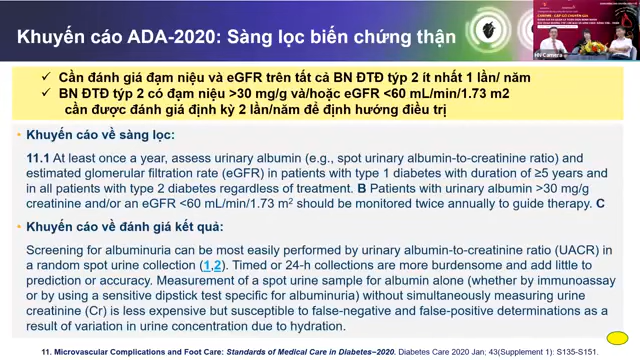 Khuyến cáo ADA-2020: Sàng lọc biến chứng thận
✓ Cần đánh giá đạm niệu và eGFR trên tất cả BN ĐTĐ týp 2 ít nhất 1 lần/ năm
✓ BN ĐTĐ týp 2 có đạm niệu >30 mg/g và/hoặc eGFR <60 mL/min/1.73 m2
cần được đánh giá định kỳ 2 lần/năm để định hướng điều trị
• Khuyến cáo về sàng lọc:
11.1 At least once a year, assess urinary albumin (e.g., spot urinary albumin-to-creatinine ratio) and
estimated glomerular filtration rate (eGFR) in patients with type 1 diabetes with duration of ≥5 years and
in all patients with type 2 diabetes regardless of treatment. B Patients with urinary albumin >30 mg/g
creatinine and/or an eGFR <60 mL/min/1.73 m² should be monitored twice annually to guide therapy. C
• Khuyến cáo về đánh giá kết quả:
Screening for albuminuria can be most easily performed by urinary albumin-to-creatinine ratio (UACR) in
a random spot urine collection (1,2). Timed or 24-h collections are more burdensome and add little to
prediction or accuracy. Measurement of a spot urine sample for albumin alone (whether by immunoassay
or by using a sensitive dipstick test specific for albuminuria) without simultaneously measuring urine
creatinine (Cr) is less expensive but susceptible to false-negative and false-positive determinations as a
result of variation in urine concentration due to hydration.
11. Microvascular Complications and Foot Care: Standards of Medical Care in Diabetes−2020. Diabetes Care 2020 Jan; 43(Supplement 1): S135-S151.
HN Camera